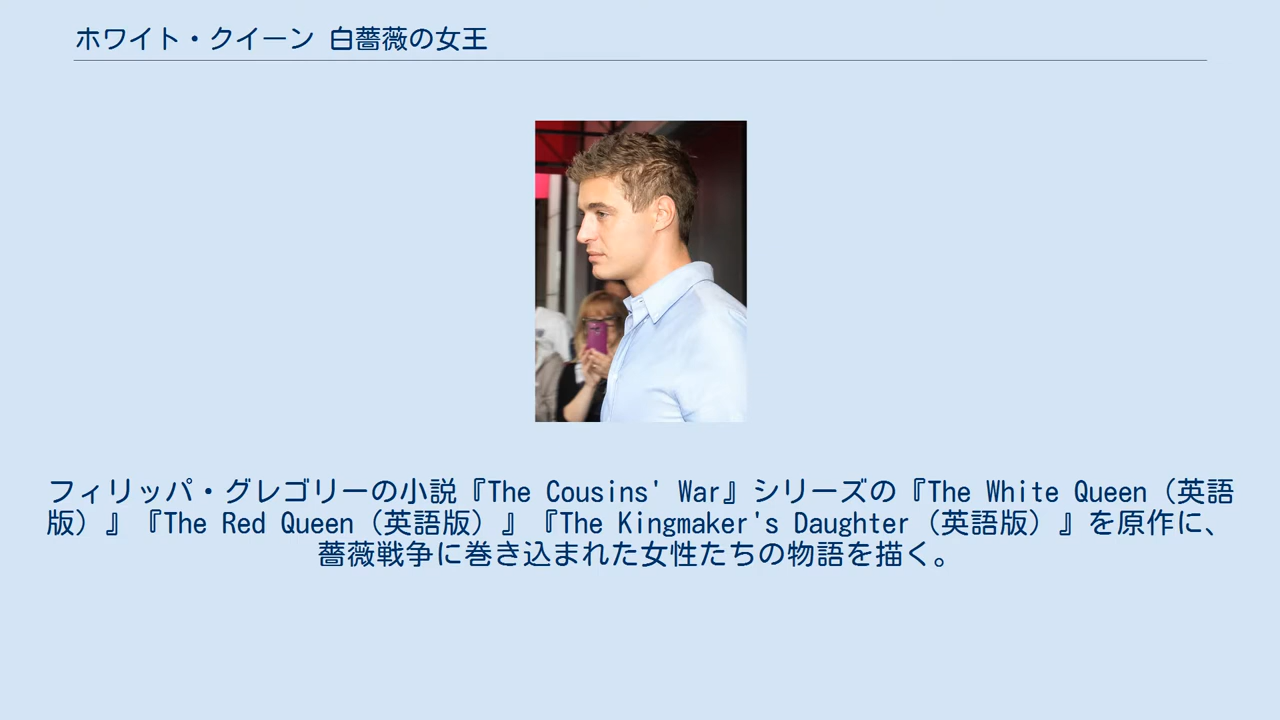 ホワイト・クイーン 白薔薇の女王
フィリッパ・グレゴリーの小説『The Cousins' War』シリーズの『The White Queen（英語
版）』『The Red Queen（英語版）』『The Kingmaker's Daughter（英語版）』を原作に、
薔薇戦争に巻き込まれた女性たちの物語を描く。